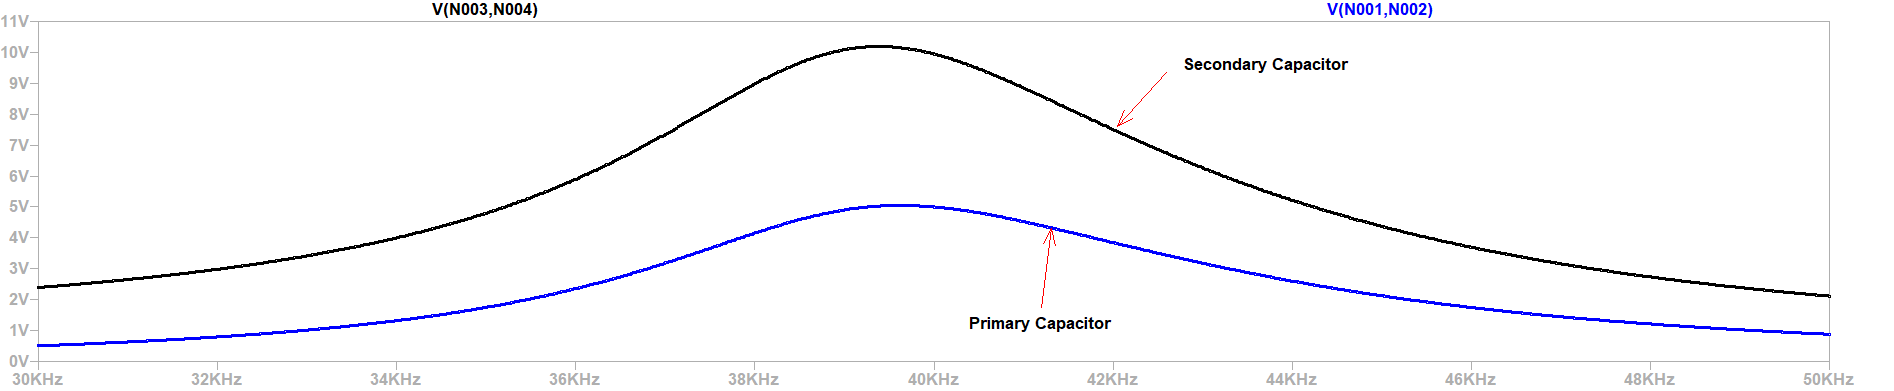 V(N003,N004) V(N001,N002)
11V
10V
9V
8V
7V
6V
5V
4V
3V
2V
1V
0V
Secondary Capacitor
Primary Capacitor
30KHz 32KHz 34KHz 36KHz 38KHz 40KHz 42KHz 44KHz 46KHz 48KHz 50KHz